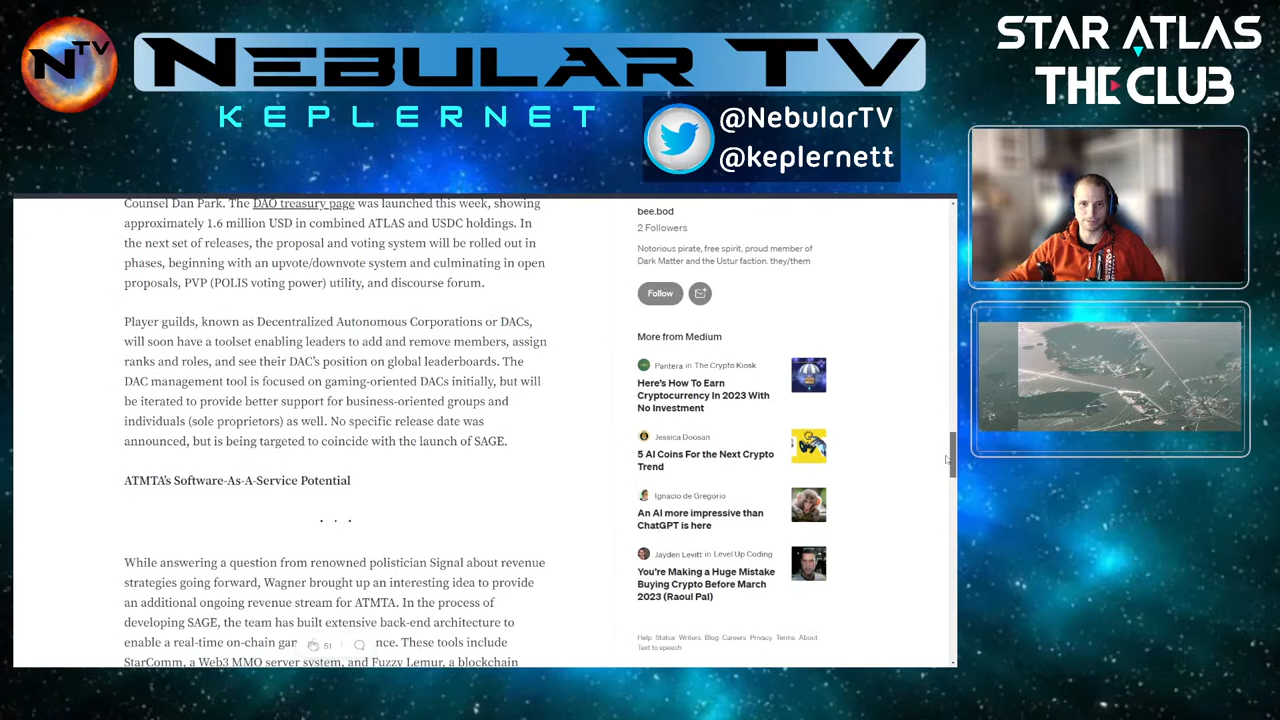 NTV
NEBULAR TV
KEPLERNET
@NebularTV
@keplernett
STAR ATLAS
THE CLUB
Counsel Dan Park. The DAO treasury page was launched this week, showing
approximately 1.6 million USD in combined ATLAS and USDC holdings. In
the next set of releases, the proposal and voting system will be rolled out in
phases, beginning with an upvote/downvote system and culminating in open
proposals, PVP (POLIS voting power) utility, and discourse forum.
Player guilds, known as Decentralized Autonomous Corporations or DACs,
will soon have a toolset enabling leaders to add and remove members, assign
ranks and roles, and see their DAC's position on global leaderboards. The
DAC management tool is focused on gaming-oriented DACs initially, but will
be iterated to provide better support for business-oriented groups and
individuals (sole proprietors) as well. No specific release date was
announced, but is being targeted to coincide with the launch of SAGE.
ATMTA's Software-As-A-Service Potential
. . .
While answering a question from renowned polistician Signal about revenue
strategies going forward, Wagner brought up an interesting idea to provide
an additional ongoing revenue stream for ATMTA. In the process of
developing SAGE, the team has built extensive back-end architecture to
enable a real-time on-chain gam nce. These tools include
51
StarComm, a Web3 MMO server system, and Fuzzy Lemur, a blockchain
bee.bod
2 Followers
Notorious pirate, free spirit, proud member of
Dark Matter and the Ustur faction. they/them
Follow
More from Medium
Pantera in The Crypto Kiosk
Here's How To Earn
Cryptocurrency In 2023 With
No Investment
Jessica Doosan
5 AI Coins For the Next Crypto
Trend
Ignacio de Gregorio
An AI more impressive than
ChatGPT is here
Jayden Levitt in Level Up Coding
You're Making a Huge Mistake
Buying Crypto Before March
2023 (Raoul Pal)
Help Status Writers Blog Careers Privacy Terms About
Text to speech